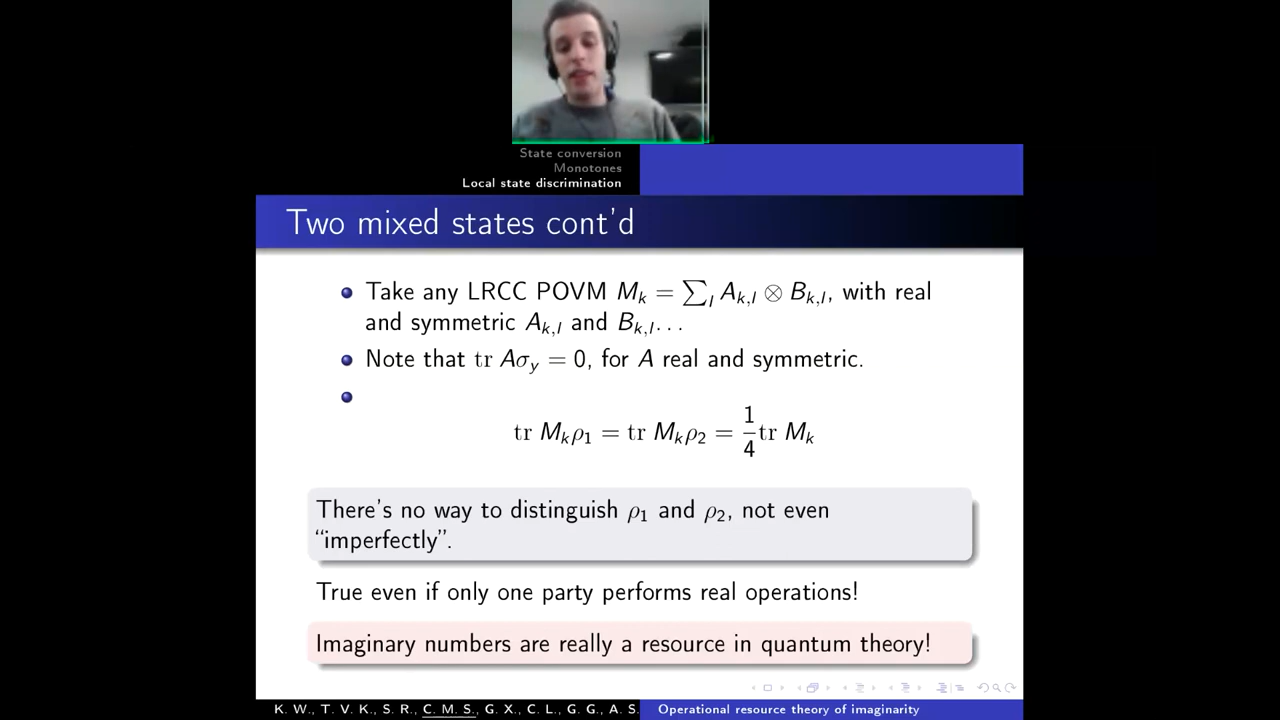 State conversion
Monotones
Local state discrimination
Two mixed states cont'd
Take any LRCC POVM M_k = ∑_l A_{k,l} ⊗ B_{k,l}, with real
and symmetric A_{k,l} and B_{k,l}...
Note that tr Aσ_y = 0, for A real and symmetric.
tr M_kρ_1 = tr M_kρ_2 = 1/4 tr M_k
There's no way to distinguish ρ_1 and ρ_2, not even
“imperfectly”.
True even if only one party performs real operations!
Imaginary numbers are really a resource in quantum theory!
K. W., T. V. K., S. R., C. M. S., G. X., C. L., G. G., A. S. Operational resource theory of imaginarity